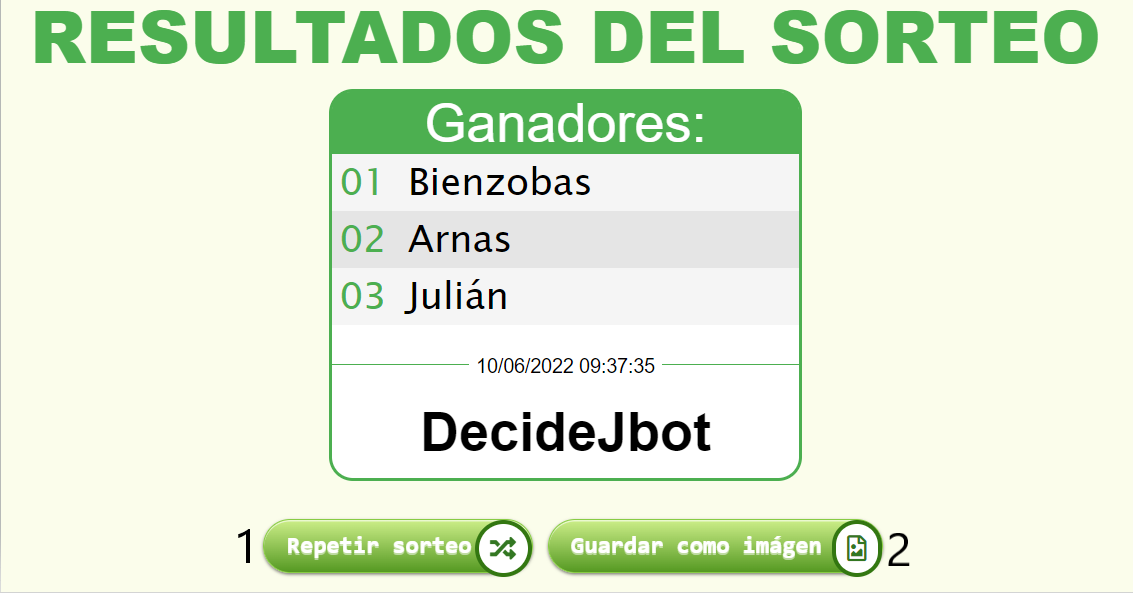 RESULTADOS DEL SORTEO
Ganadores:
01 Bienzobas
02 Arnas
03 Julián
10/06/2022 09:37:35
DecideJbot
1 Repetir sorteo Guardar como imágen 2